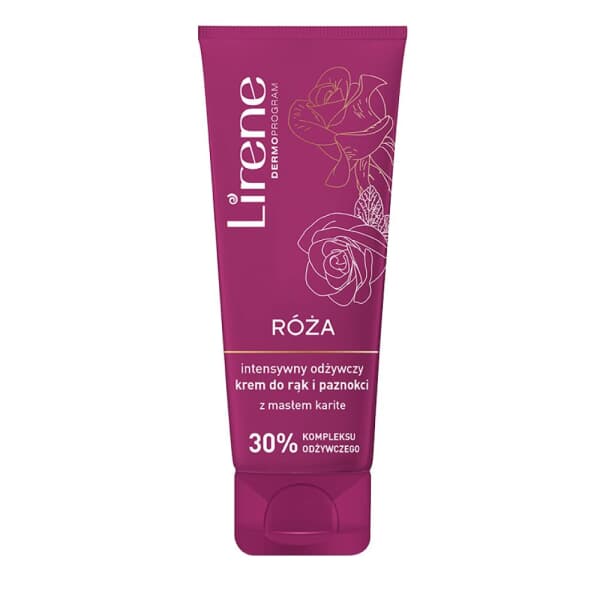 Lirene
DERMOPROGRAM
RÓŻA
intensywny odżywczy
krem do rąk i paznokci
z masłem karite
30% KOMPLEKSU
ODŻYWCZEGO